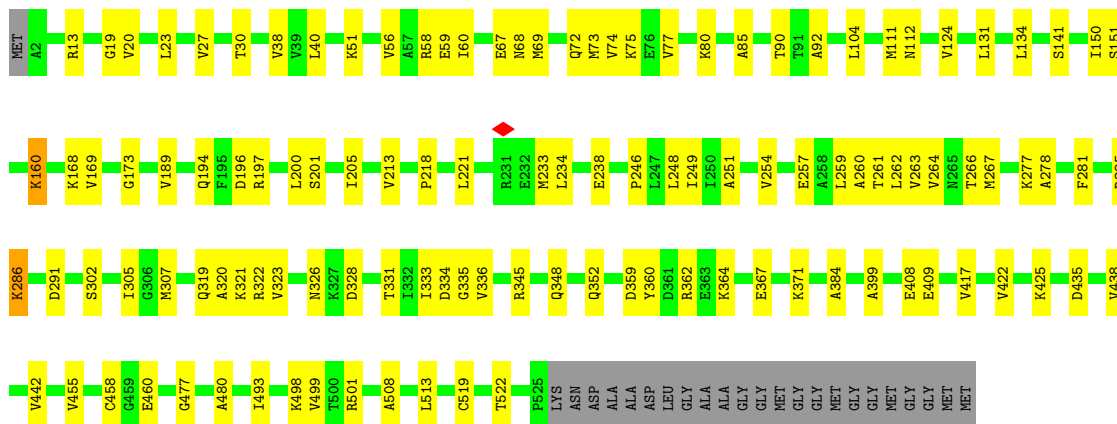 MET A2 R13 G19 V20 L23 V27 T30 V38 V39 L40 K51 V56 A57 R58 E59 I60 E67 N68 M69 Q72 M73 V74 K75 E76 V77 K80 A85 T90 T91 A92 L104 M111 N112 V124 L131 L134 S141 I150 S151
K160 K168 V169 G173 V189 Q194 F195 D196 R197 L200 S201 I205 V213 P218 L221 R231 E232 M233 L234 E238 P246 L247 L248 I249 I250 A251 V254 E257 A258 L259 A260 T261 L262 V263 V264 N265 T266 M267 K277 A278 F281
K286 D291 S302 I305 G306 M307 Q319 A320 K321 R322 V323 N326 K327 D328 T331 I332 I333 D334 G335 V336 R345 Q348 Q352 D359 Y360 D361 R362 E363 K364 E367 K371 A384 A399 E408 E409 V417 V422 K425 D435 V438
V442 V455 C458 G459 E460 G477 A480 I493 K498 V499 T500 R501 A508 L513 C519 T522 P525 LYS ASN ASP ALA ALA ASP LEU GLY ALA ALA GLY GLY MET GLY GLY MET GLY GLY MET GLY GLY MET MET